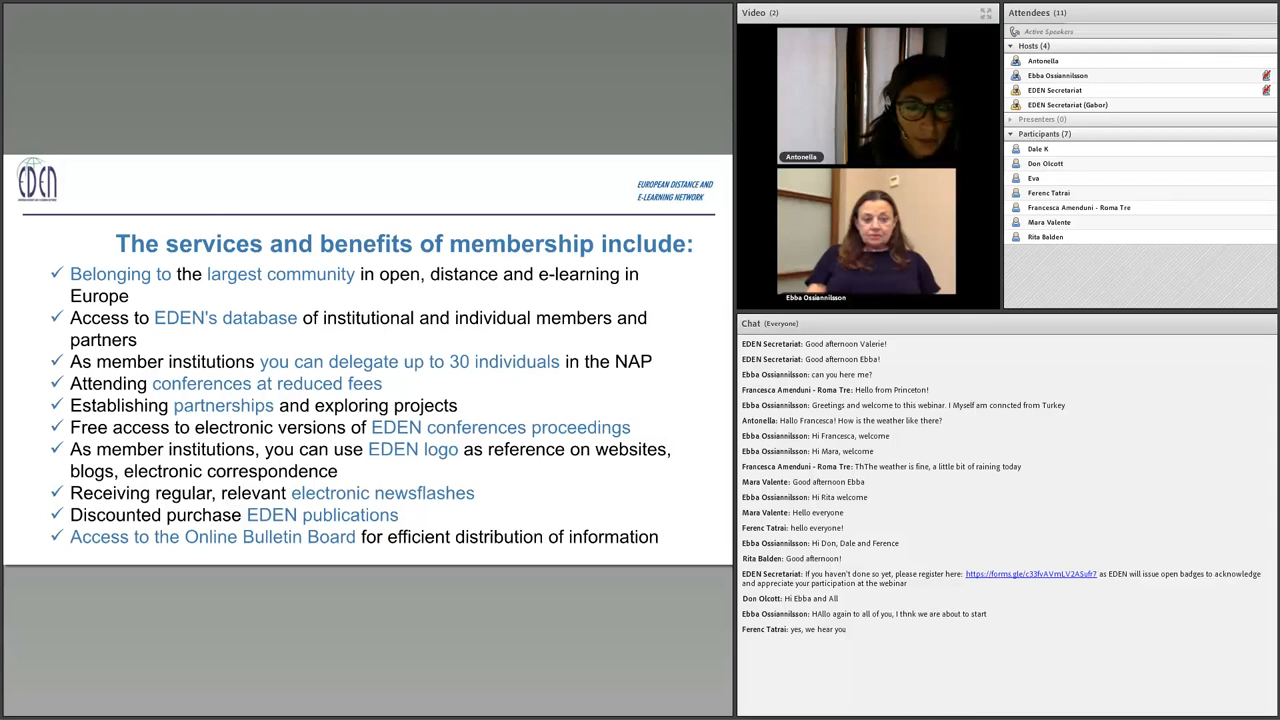 EDEN
EUROPEAN DISTANCE AND
E-LEARNING NETWORK
The services and benefits of membership include:
✓ Belonging to the largest community in open, distance and e-learning in
Europe
✓ Access to EDEN's database of institutional and individual members and
partners
✓ As member institutions you can delegate up to 30 individuals in the NAP
✓ Attending conferences at reduced fees
✓ Establishing partnerships and exploring projects
✓ Free access to electronic versions of EDEN conferences proceedings
✓ As member institutions, you can use EDEN logo as reference on websites,
blogs, electronic correspondence
✓ Receiving regular, relevant electronic newsflashes
✓ Discounted purchase EDEN publications
✓ Access to the Online Bulletin Board for efficient distribution of information
Video (2)
Antonella
Ebba Ossiannilsson
Attendees (11)
Active Speakers
Hosts (4)
Antonella
Ebba Ossiannilsson
EDEN Secretariat
EDEN Secretariat (Gabor)
Presenters (0)
Participants (7)
Dale K
Don Olcott
Eva
Ferenc Tatrai
Francesca Amenduni - Roma Tre
Mara Valente
Rita Balden
Chat (Everyone)
EDEN Secretariat: Good afternoon Valerie!
EDEN Secretariat: Good afternoon Ebba!
Ebba Ossiannilsson: can you here me?
Francesca Amenduni - Roma Tre: Hello from Princeton!
Ebba Ossiannilsson: Greetings and welcome to this webinar. I Myself am conncted from Turkey
Antonella: Hallo Francesca! How is the weather like there?
Ebba Ossiannilsson: Hi Francesca, welcome
Ebba Ossiannilsson: Hi Mara, welcome
Francesca Amenduni - Roma Tre: ThThe weather is fine, a little bit of raining today
Mara Valente: Good afternoon Ebba
Ebba Ossiannilsson: Hi Rita welcome
Mara Valente: Hello everyone
Ferenc Tatrai: hello everyone!
Ebba Ossiannilsson: Hi Don, Dale and Ference
Rita Balden: Good afternoon!
EDEN Secretariat: If you haven't done so yet, please register here: https://forms.gle/c33fvAVmLV2ASufr7 as EDEN will issue open badges to acknowledge
and appreciate your participation at the webinar
Don Olcott: Hi Ebba and All
Ebba Ossiannilsson: HAllo again to all of you, I thnk we are about to start
Ferenc Tatrai: yes, we hear you